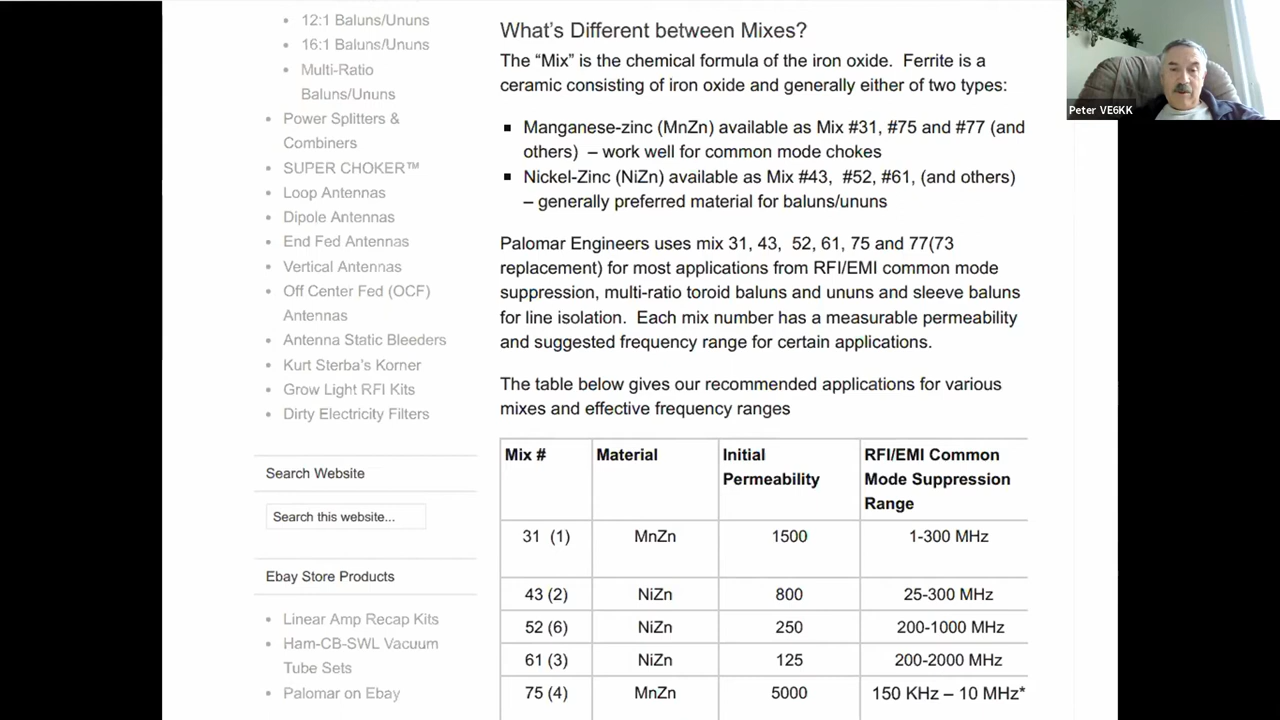 12:1 Baluns/Ununs
16:1 Baluns/Ununs
Multi-Ratio
Baluns/Ununs
Power Splitters &
Combiners
SUPER CHOKER™
Loop Antennas
Dipole Antennas
End Fed Antennas
Vertical Antennas
Off Center Fed (OCF)
Antennas
Antenna Static Bleeders
Kurt Sterba's Korner
Grow Light RFI Kits
Dirty Electricity Filters
Search Website
Search this website...
Ebay Store Products
Linear Amp Recap Kits
Ham-CB-SWL Vacuum
Tube Sets
Palomar on Ebay
What's Different between Mixes?
The “Mix” is the chemical formula of the iron oxide. Ferrite is a
ceramic consisting of iron oxide and generally either of two types:
Manganese-zinc (MnZn) available as Mix #31, #75 and #77 (and
others) – work well for common mode chokes
Nickel-Zinc (NiZn) available as Mix #43, #52, #61, (and others)
– generally preferred material for baluns/ununs
Palomar Engineers uses mix 31, 43, 52, 61, 75 and 77(73
replacement) for most applications from RFI/EMI common mode
suppression, multi-ratio toroid baluns and ununs and sleeve baluns
for line isolation. Each mix number has a measurable permeability
and suggested frequency range for certain applications.
The table below gives our recommended applications for various
mixes and effective frequency ranges
Mix # Material Initial Permeability RFI/EMI Common Mode Suppression Range
31 (1) MnZn 1500 1-300 MHz
43 (2) NiZn 800 25-300 MHz
52 (6) NiZn 250 200-1000 MHz
61 (3) NiZn 125 200-2000 MHz
75 (4) MnZn 5000 150 KHz – 10 MHz*
Peter VE6KK